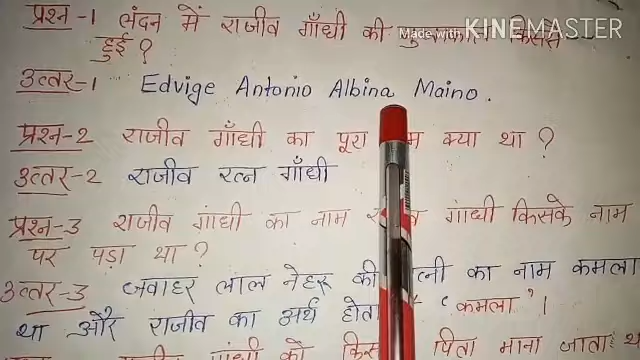 प्रश्न-1 लंदन में राजीव गाँधी की
Made with KINEMASTER
हुई ?
उत्तर-1 Edvige Antonio Albina Maino.
प्रश्न-2 राजीव गाँधी का पूरा क्या था ?
उत्तर-2 राजीव रत्न गाँधी
प्रश्न-3 राजीव गांधी का नाम गांधी किसके नाम
पर पड़ा था ?
उत्तर-3 जवाहर लाल नेहरू की का नाम कमला
था और राजीव का अर्थ होता 'कमला' ।
गांधी को पिता माना जाता